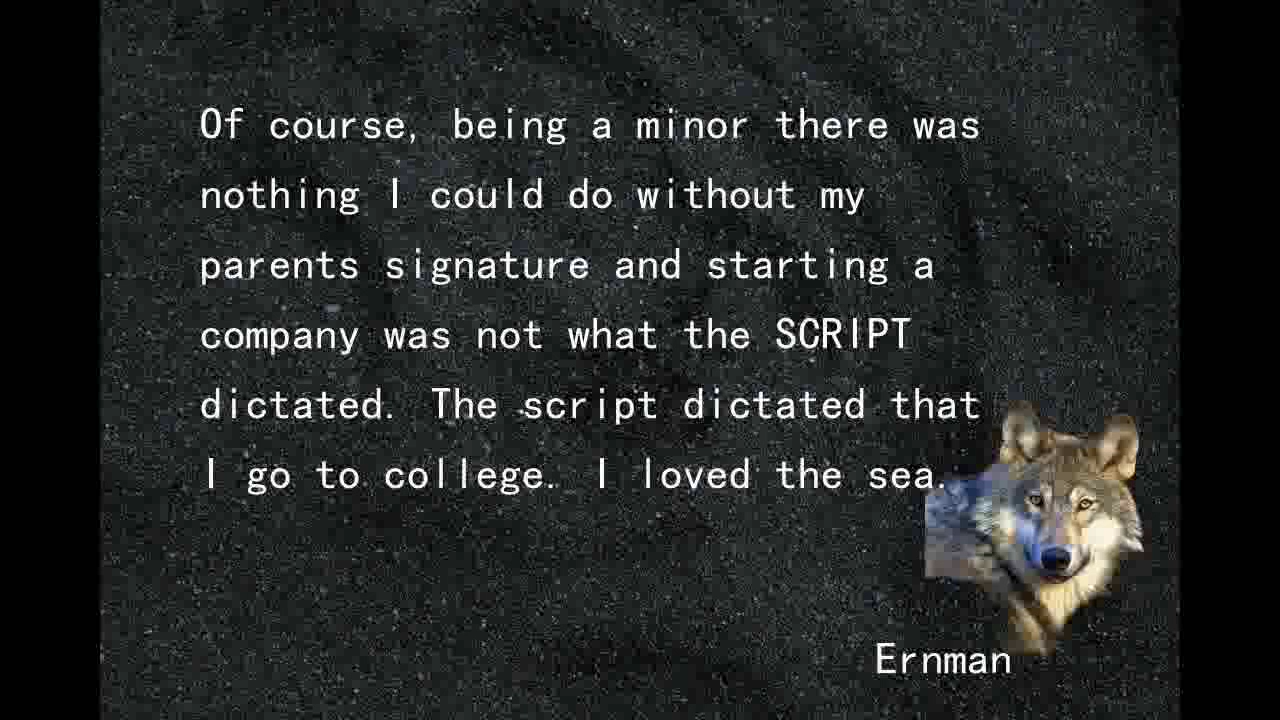 Of course, being a minor there was
nothing I could do without my
parents signature and starting a
company was not what the SCRIPT
dictated. The script dictated that
I go to college. I loved the sea.
Ernman